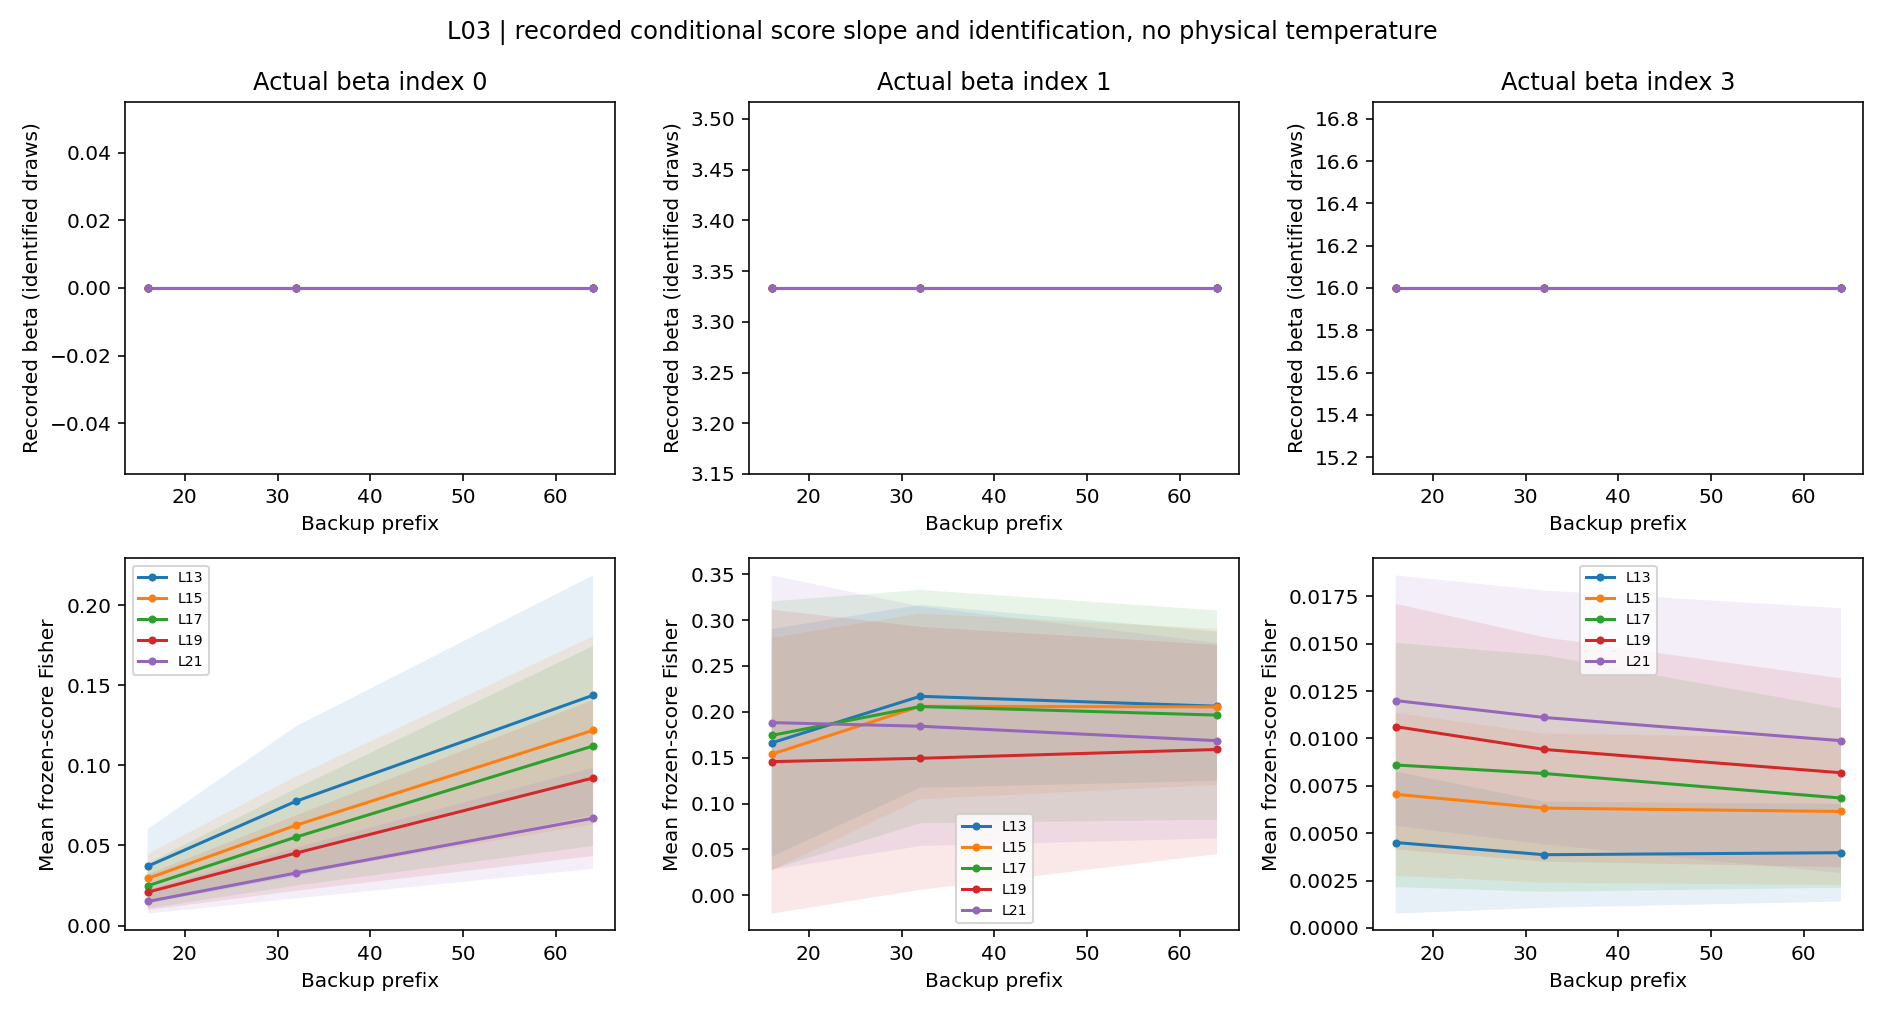 L03 | recorded conditional score slope and identification, no physical temperature
Actual beta index 0
Recorded beta (identified draws)
0.04
0.02
0.00
−0.02
−0.04
20 30 40 50 60
Backup prefix
Actual beta index 1
Recorded beta (identified draws)
3.50
3.45
3.40
3.35
3.30
3.25
3.20
3.15
20 30 40 50 60
Backup prefix
Actual beta index 3
Recorded beta (identified draws)
16.8
16.6
16.4
16.2
16.0
15.8
15.6
15.4
15.2
20 30 40 50 60
Backup prefix
Mean frozen-score Fisher
0.20
0.15
0.10
0.05
0.00
L13
L15
L17
L19
L21
20 30 40 50 60
Backup prefix
Mean frozen-score Fisher
0.35
0.30
0.25
0.20
0.15
0.10
0.05
0.00
L13
L15
L17
L19
L21
20 30 40 50 60
Backup prefix
Mean frozen-score Fisher
0.0175
0.0150
0.0125
0.0100
0.0075
0.0050
0.0025
0.0000
L13
L15
L17
L19
L21
20 30 40 50 60
Backup prefix